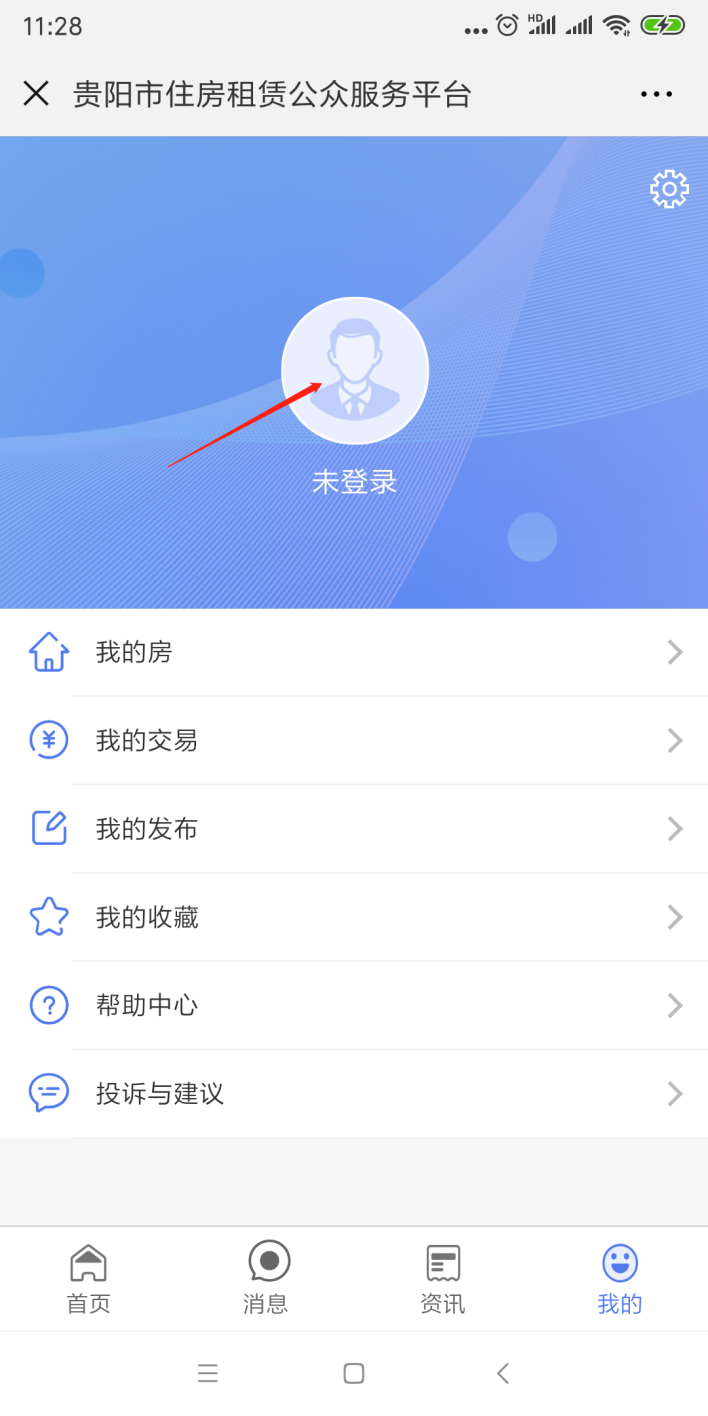 11:28
HD
贵阳市住房租赁公众服务平台
未登录
我的房
我的交易
我的发布
我的收藏
帮助中心
投诉与建议
首页
消息
资讯
我的